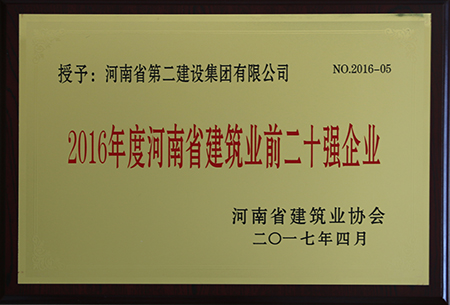 授予：河南省第二建设集团有限公司 NO.2016-05
2016年度河南省建筑业前二十强企业
河南省建筑业协会
二〇一七年四月